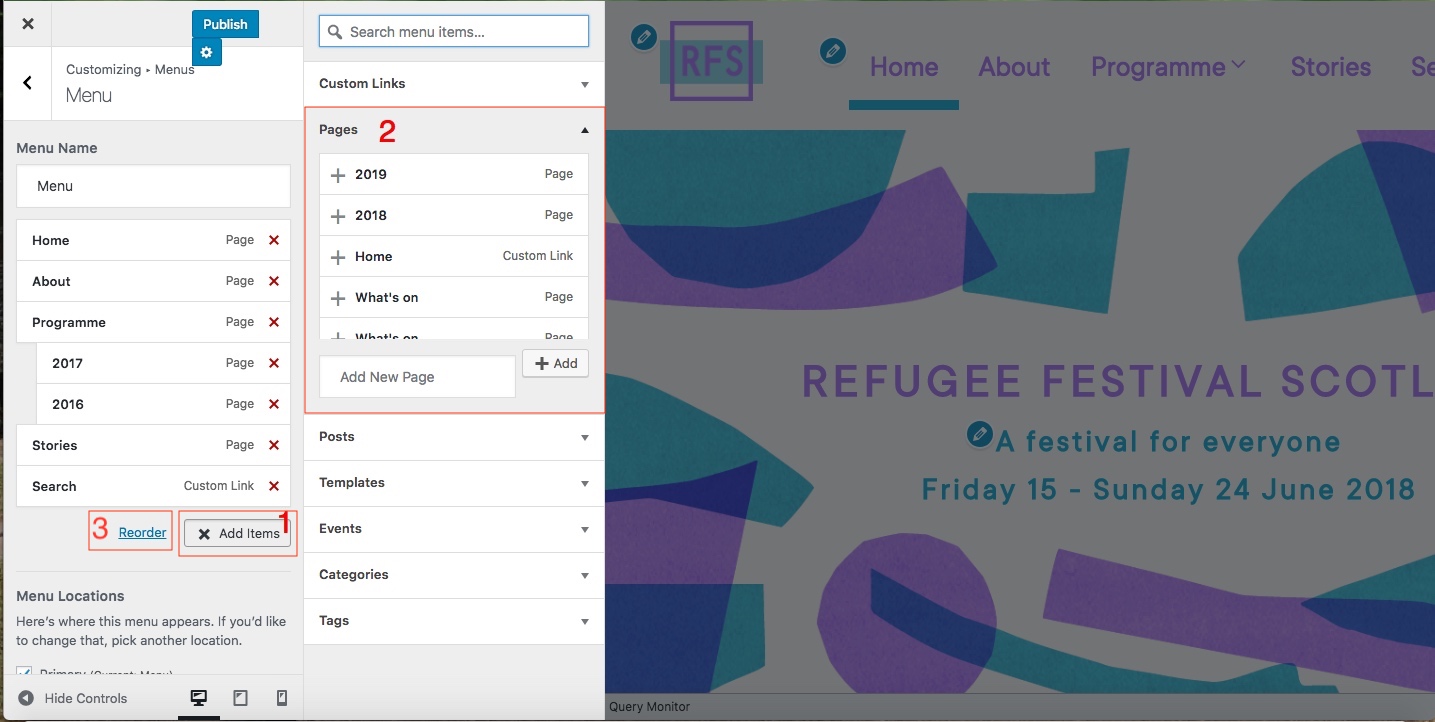 Publish
Customizing ▸ Menus
Menu
Menu Name
Menu
Home Page
About Page
Programme Page
2017 Page
2016 Page
Stories Page
Search Custom Link
3 Reorder
Add Items 1
Menu Locations
Here's where this menu appears. If you'd like
to change that, pick another location.
Primary (Current: Menu)
Hide Controls
Search menu items...
Custom Links
Pages 2
2019 Page
2018 Page
Home Custom Link
What's on Page
What's on Page
Add New Page
Add
Posts
Templates
Events
Categories
Tags
RFS
Home About Programme Stories Se
REFUGEE FESTIVAL SCOTL
A festival for everyone
Friday 15 - Sunday 24 June 2018
Query Monitor